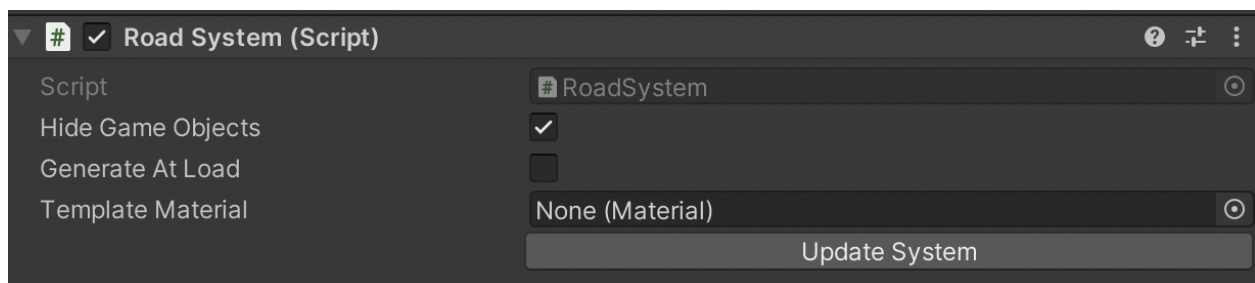 # Road System (Script)
Script # RoadSystem
Hide Game Objects
Generate At Load
Template Material None (Material)
Update System